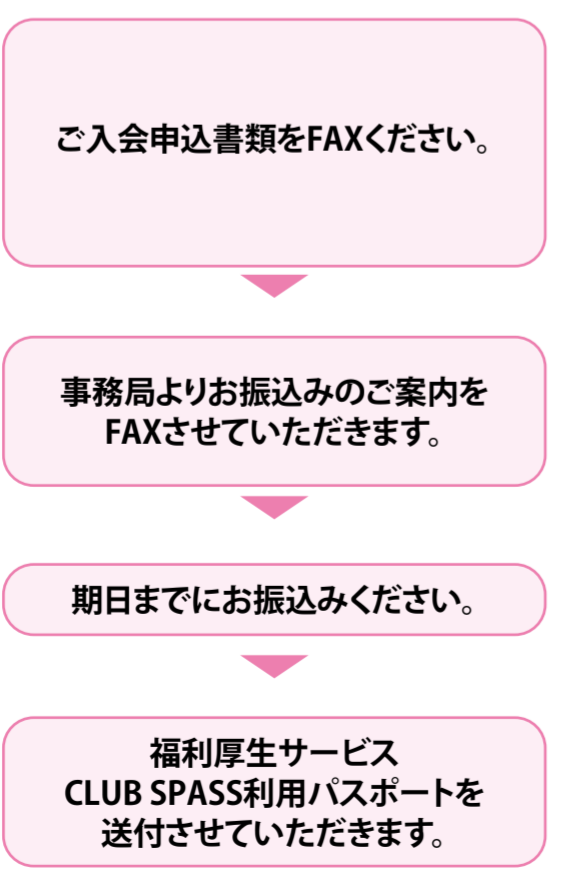 ご入会申込書類をFAXください。
事務局よりお振込みのご案内を
FAXさせていただきます。
期日までにお振込みください。
福利厚生サービス
CLUB SPASS利用パスポートを
送付させていただきます。